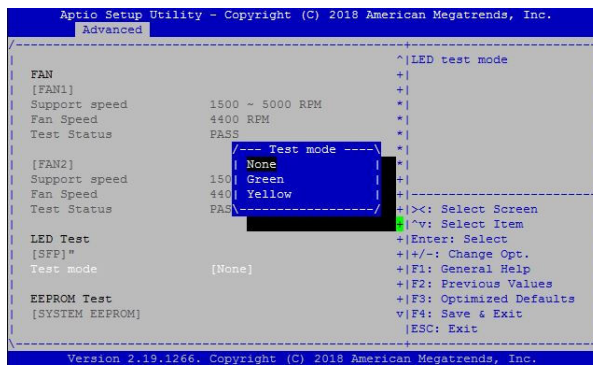 Aptio Setup Utility - Copyright (C) 2018 American Megatrends, Inc.
Advanced
/------------------------------------------------------+------------------------
^|LED test mode
FAN +|
[FAN1] +|
Support speed 1500 ~ 5000 RPM *|
Fan Speed 4400 RPM *|
Test Status PASS *|
/--- Test mode ----\ *|
[FAN2] | None | *|
Support speed 150| Green | +|
Fan Speed 440| Yellow | +|
Test Status PAS\------------------/ +|><: Select Screen
+|^v: Select Item
LED Test +|Enter: Select
[SFP]" +|+/-: Change Opt.
Test mode [None] +|F1: General Help
+|F2: Previous Values
EEPROM Test +|F3: Optimized Defaults
[SYSTEM EEPROM] v|F4: Save & Exit
|ESC: Exit
\------------------------------------------------------+------------------------
Version 2.19.1266. Copyright (C) 2018 American Megatrends, Inc.